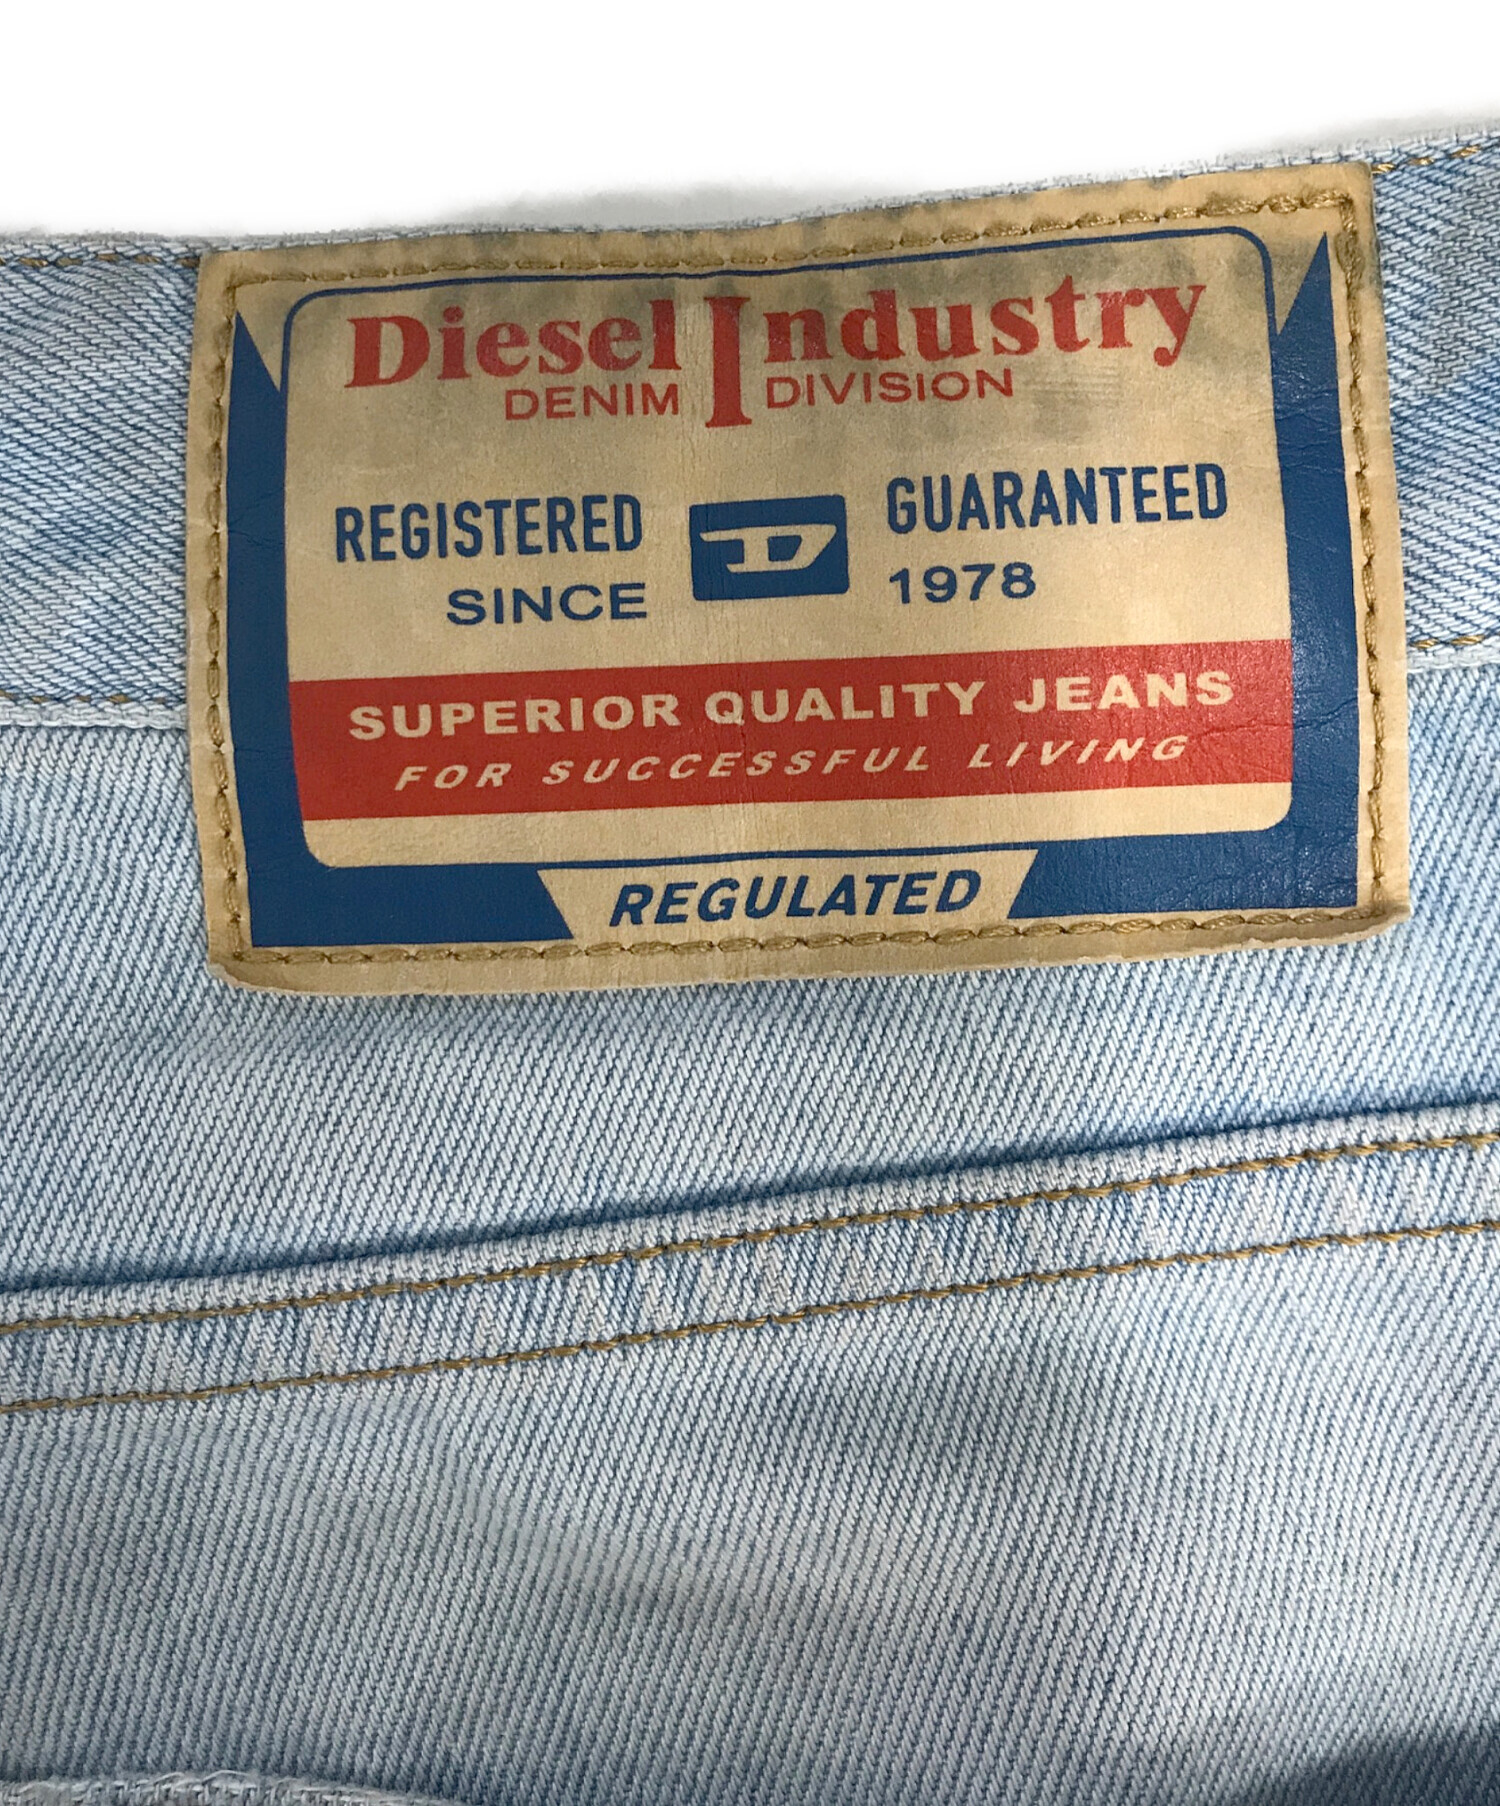 Diesel Industry
DENIM DIVISION
REGISTERED D GUARANTEED
SINCE 1978
SUPERIOR QUALITY JEANS
FOR SUCCESSFUL LIVING
REGULATED